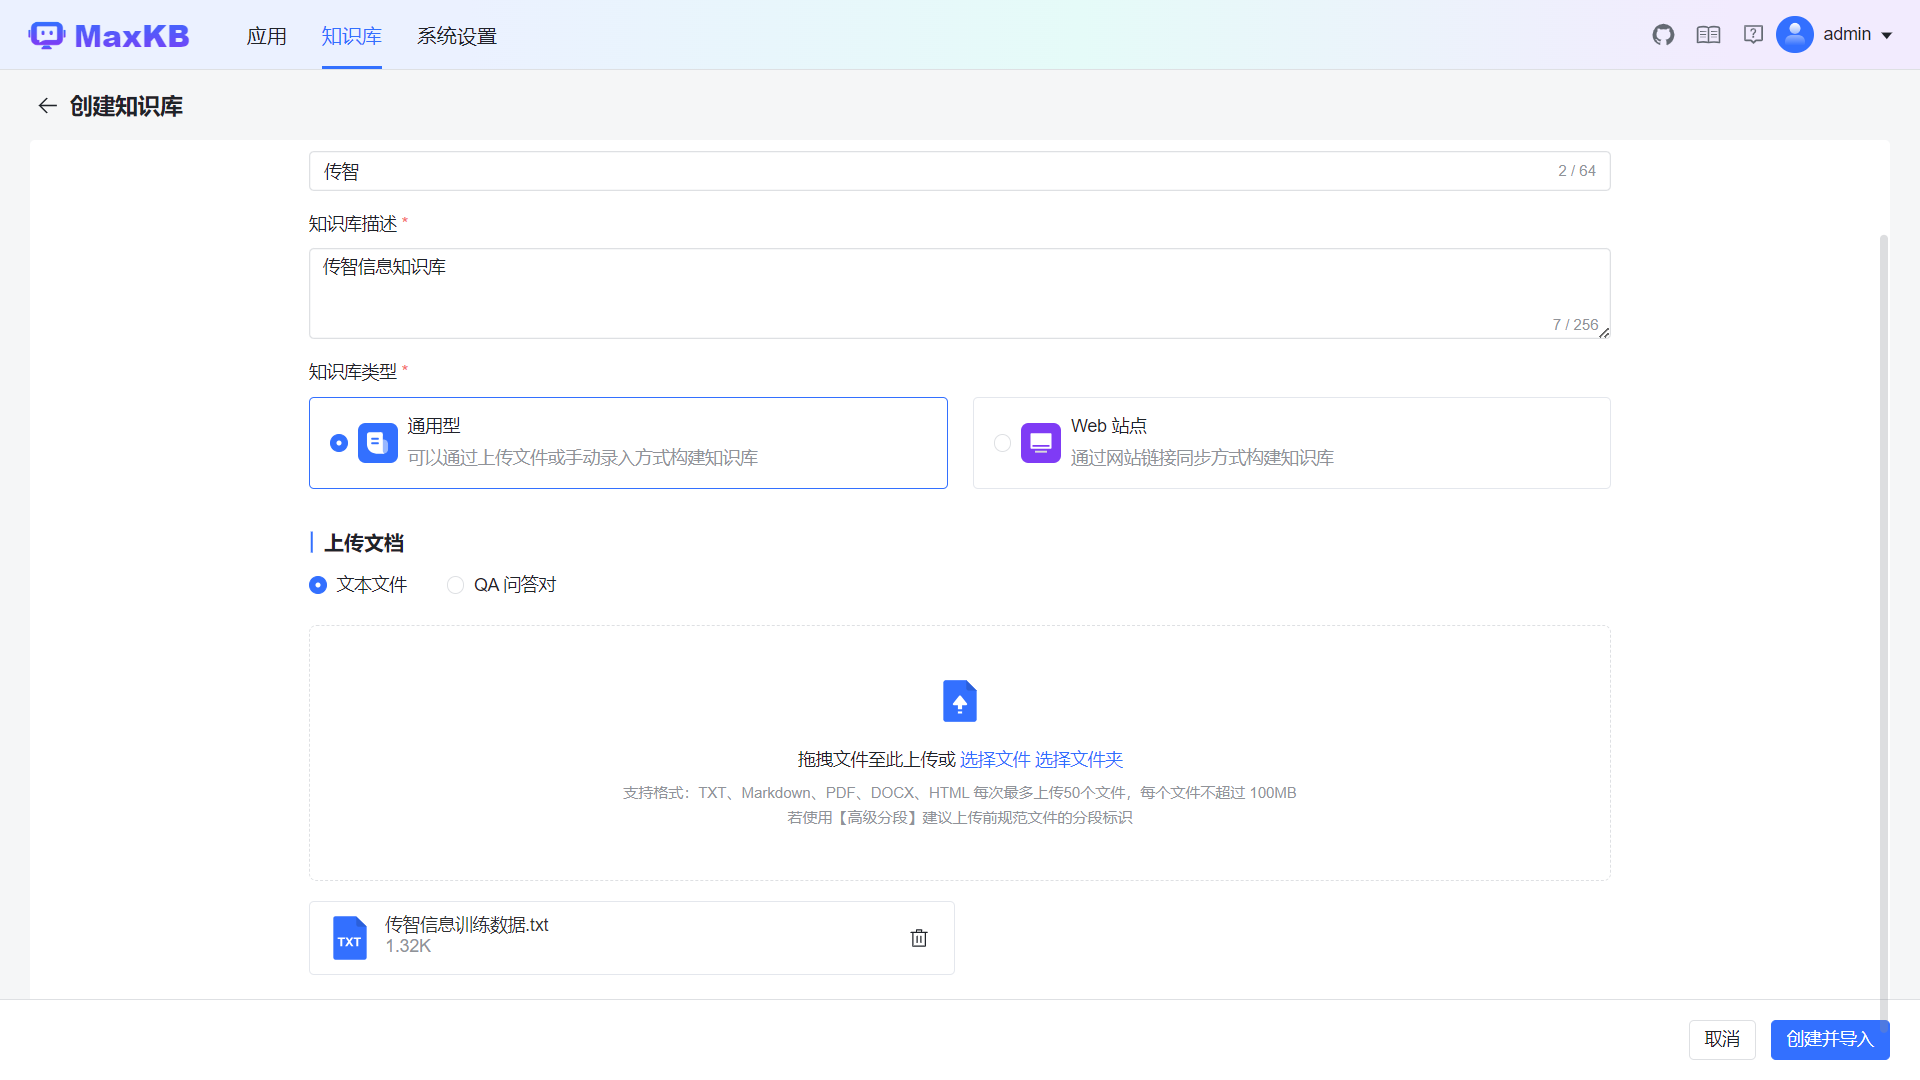 MaxKB
应用
知识库
系统设置
admin
创建知识库
传智
2 / 64
知识库描述 *
传智信息知识库
7 / 256
知识库类型 *
通用型
可以通过上传文件或手动录入方式构建知识库
Web 站点
通过网站链接同步方式构建知识库
上传文档
文本文件
QA 问答对
拖拽文件至此上传或 选择文件 选择文件夹
支持格式：TXT、Markdown、PDF、DOCX、HTML 每次最多上传50个文件，每个文件不超过 100MB
若使用【高级分段】建议上传前规范文件的分段标识
TXT
传智信息训练数据.txt
1.32K
取消
创建并导入